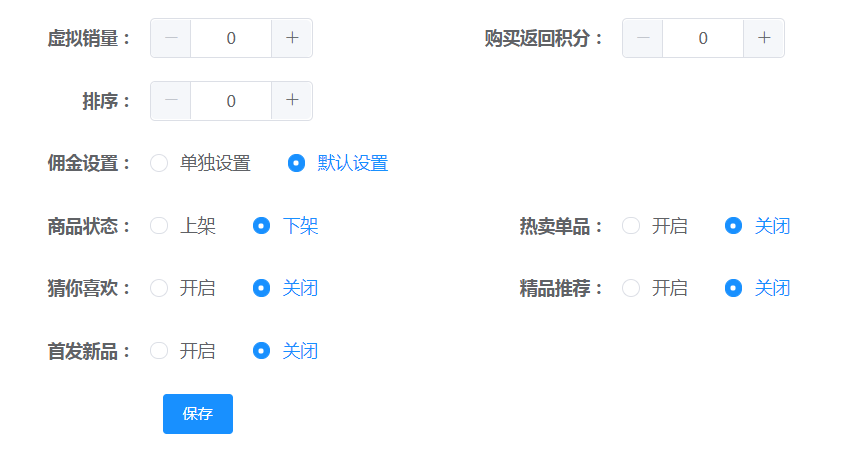 虚拟销量： — 0 + 购买返回积分： — 0 +
排序： — 0 +
佣金设置： 单独设置 默认设置
商品状态： 上架 下架 热卖单品： 开启 关闭
猜你喜欢： 开启 关闭 精品推荐： 开启 关闭
首发新品： 开启 关闭
保存